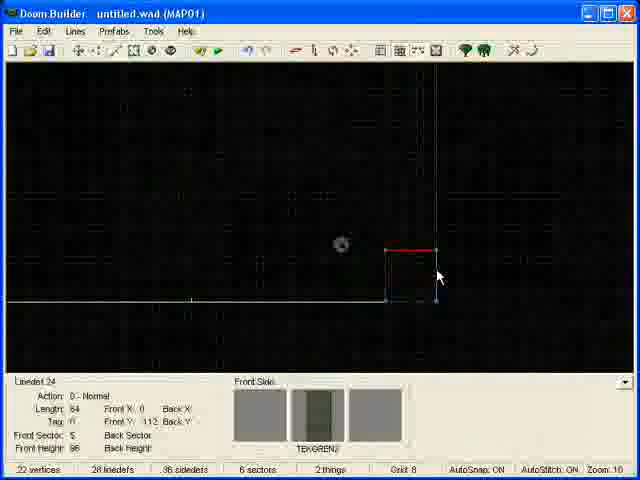 Doom Builder   untitled.wad (MAP01)
File   Edit   Lines   Prefabs   Tools   Help
Linedef 24
Action: 0 - Normal
Length: 64   Front X: 0   Back X:
Tag: 0   Front Y: -112   Back Y:
Front Sector: 5   Back Sector:
Front Height: 96   Back Height:
Front Side
22 vertices   28 linedefs   36 sidedefs   6 sectors   2 things   Grid: 8   AutoSnap: ON   AutoStitch: ON   Zoom: 10